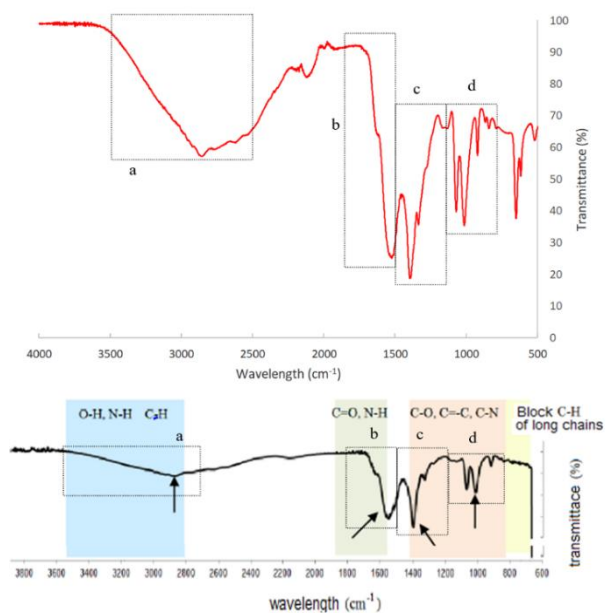 100
90
80
70
60
50
40
30
20
10
0
Transmittance (%)
a
b
c
d
4000 3500 3000 2500 2000 1500 1000 500
Wavelength (cm-1)
O-H, N-H C-H
C=O, N-H
C-O, C=-C, C-N
Block C-H
of long chains
a
b
c
d
transmittace (%)
3800 3600 3400 3200 3000 2800 2600 2400 2200 2000 1800 1600 1400 1200 1000 800 600
wavelength (cm-1)